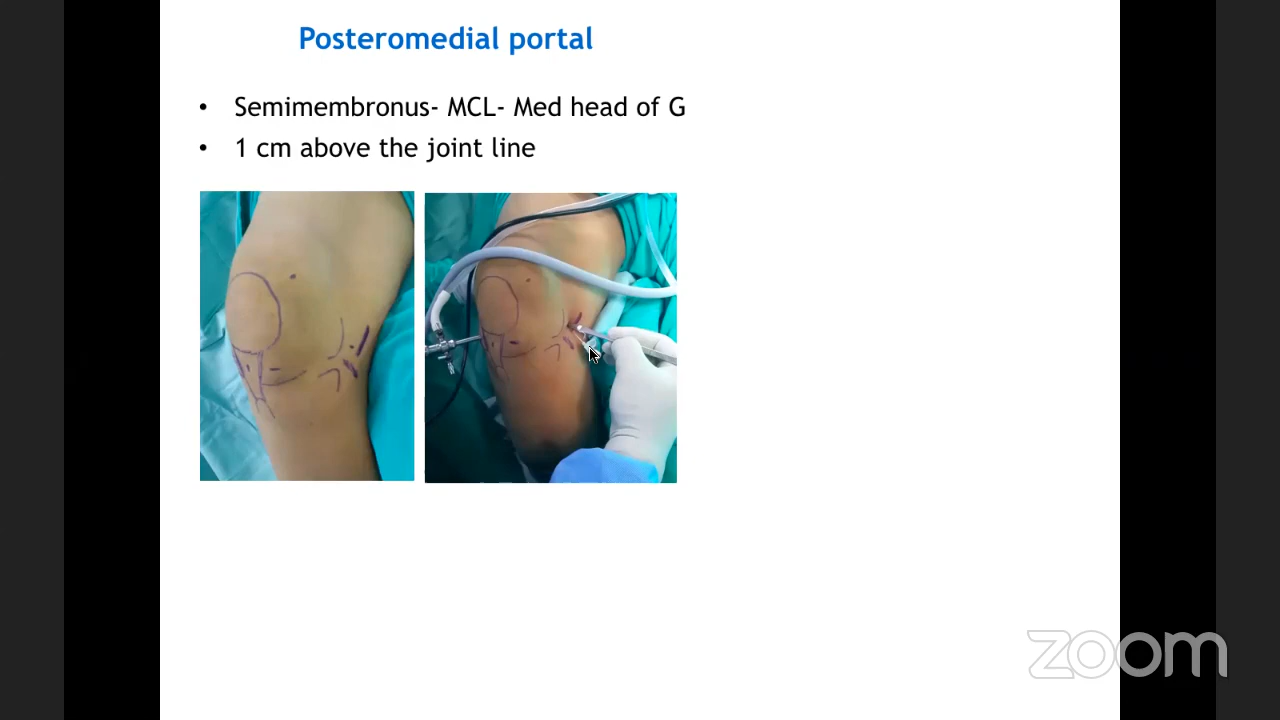 Posteromedial portal
• Semimembronus- MCL- Med head of G
• 1 cm above the joint line
zoom